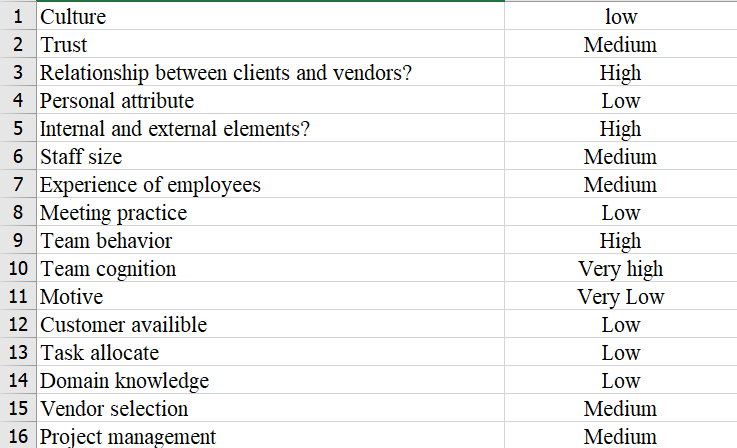 1 Culture low
2 Trust Medium
3 Relationship between clients and vendors? High
4 Personal attribute Low
5 Internal and external elements? High
6 Staff size Medium
7 Experience of employees Medium
8 Meeting practice Low
9 Team behavior High
10 Team cognition Very high
11 Motive Very Low
12 Customer availible Low
13 Task allocate Low
14 Domain knowledge Low
15 Vendor selection Medium
16 Project management Medium